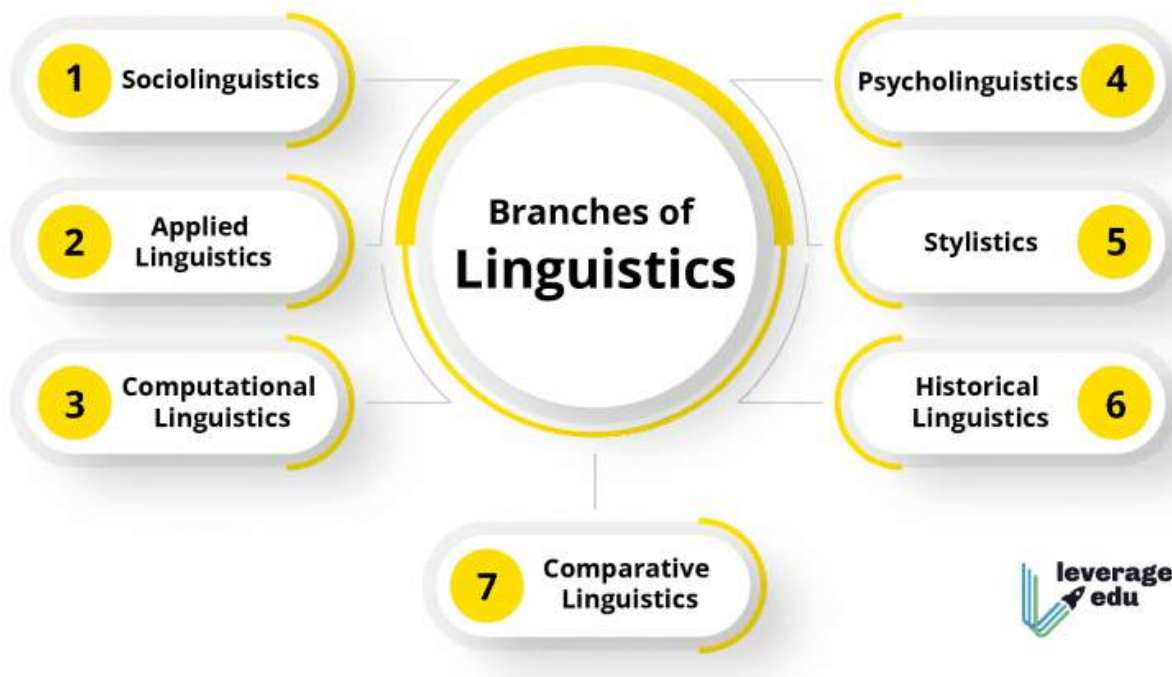 Branches of
Linguistics
1
Sociolinguistics
2
Applied
Linguistics
3
Computational
Linguistics
Psycholinguistics
4
Stylistics
5
Historical
Linguistics
6
7
Comparative
Linguistics
leverage
edu